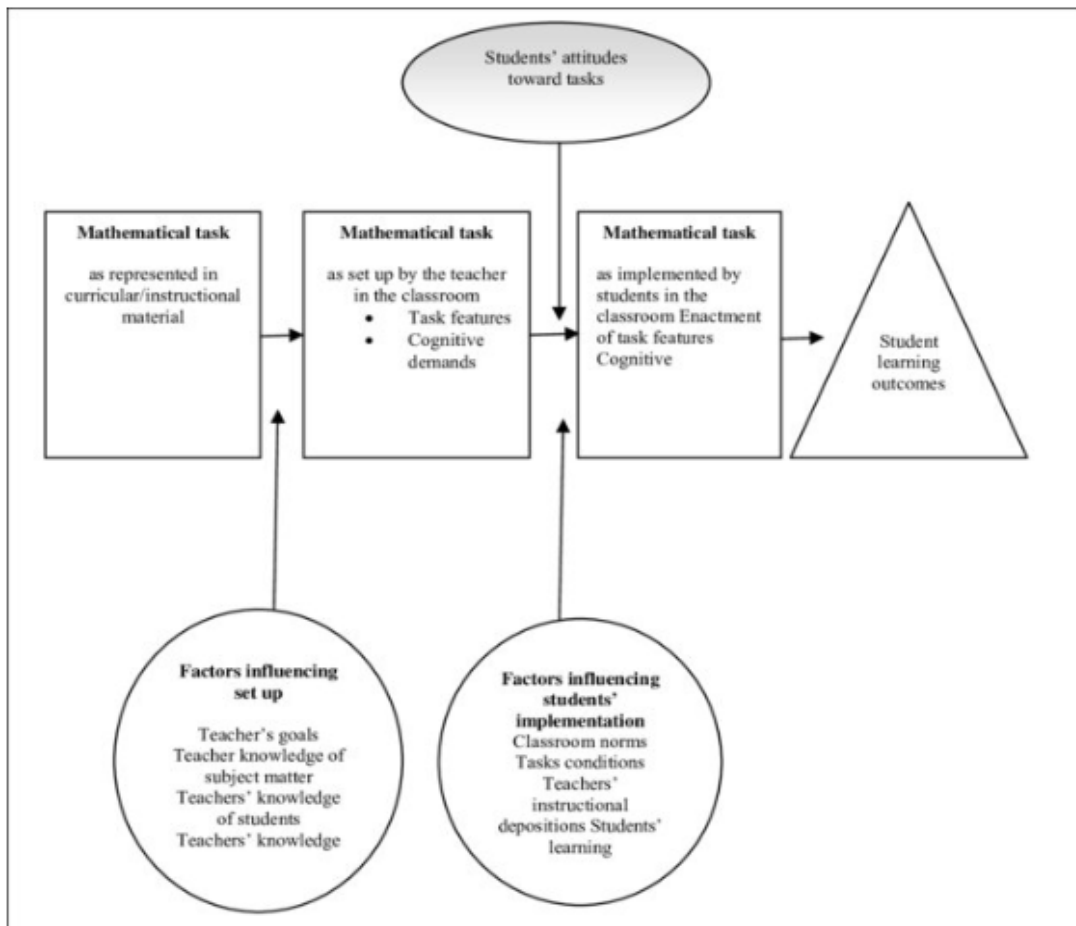 Students' attitudes
toward tasks
Mathematical task
as represented in
curricular/instructional
material
Mathematical task
as set up by the teacher
in the classroom
• Task features
• Cognitive
demands
Mathematical task
as implemented by
students in the
classroom Enactment
of task features
Cognitive
Student
learning
outcomes
Factors influencing
set up
Teacher's goals
Teacher knowledge of
subject matter
Teachers' knowledge
of students
Teachers' knowledge
Factors influencing
students'
implementation
Classroom norms
Tasks conditions
Teachers'
instructional
depositions Students'
learning